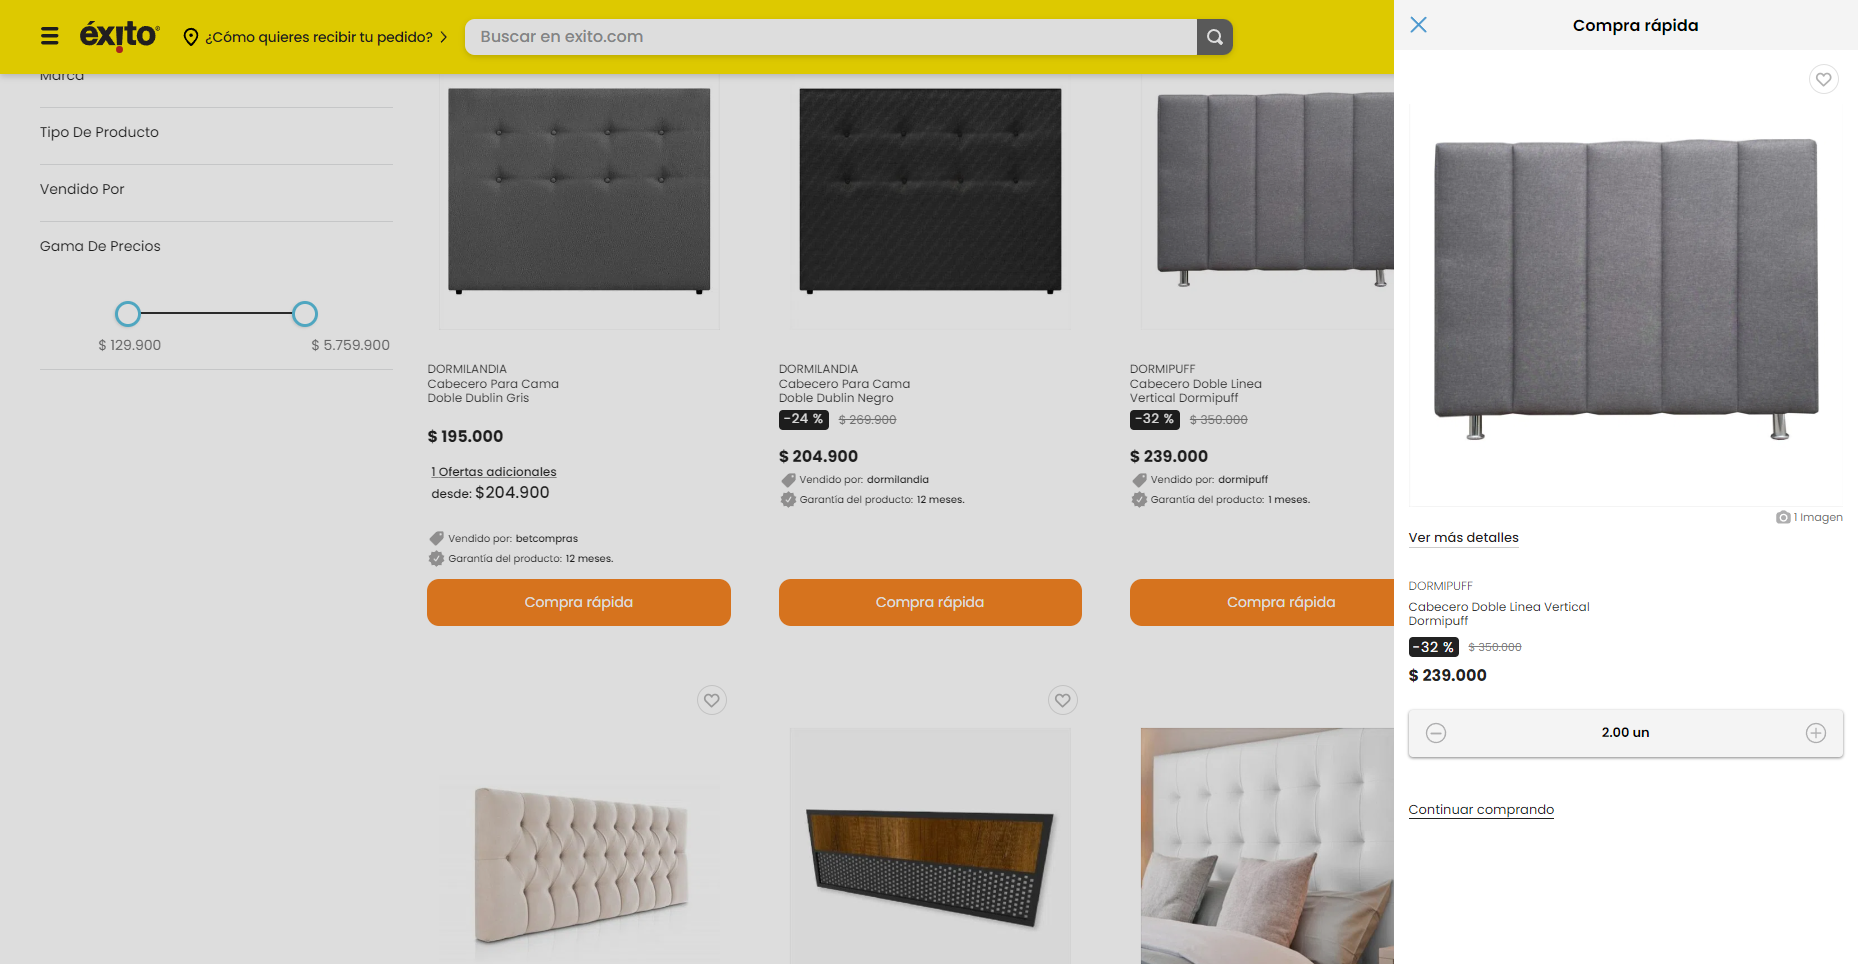 éxito
¿Cómo quieres recibir tu pedido?
Buscar en exito.com
Marca
Tipo De Producto
Vendido Por
Gama De Precios
$ 129.900
$ 5.759.900
DORMILANDIA
Cabecero Para Cama
Doble Dublin Gris
$ 195.000
1 Ofertas adicionales
desde: $204.900
Vendido por: betcompras
Garantía del producto: 12 meses.
Compra rápida
DORMILANDIA
Cabecero Para Cama
Doble Dublin Negro
-24 % $ 269.900
$ 204.900
Vendido por: dormilandia
Garantía del producto: 12 meses.
Compra rápida
DORMIPUFF
Cabecero Doble Linea
Vertical Dormipuff
-32 % $ 350.000
$ 239.000
Vendido por: dormipuff
Garantía del producto: 1 meses.
Compra rápida
Compra rápida
1 Imagen
Ver más detalles
DORMIPUFF
Cabecero Doble Linea Vertical
Dormipuff
-32 % $ 350.000
$ 239.000
2.00 un
Continuar comprando